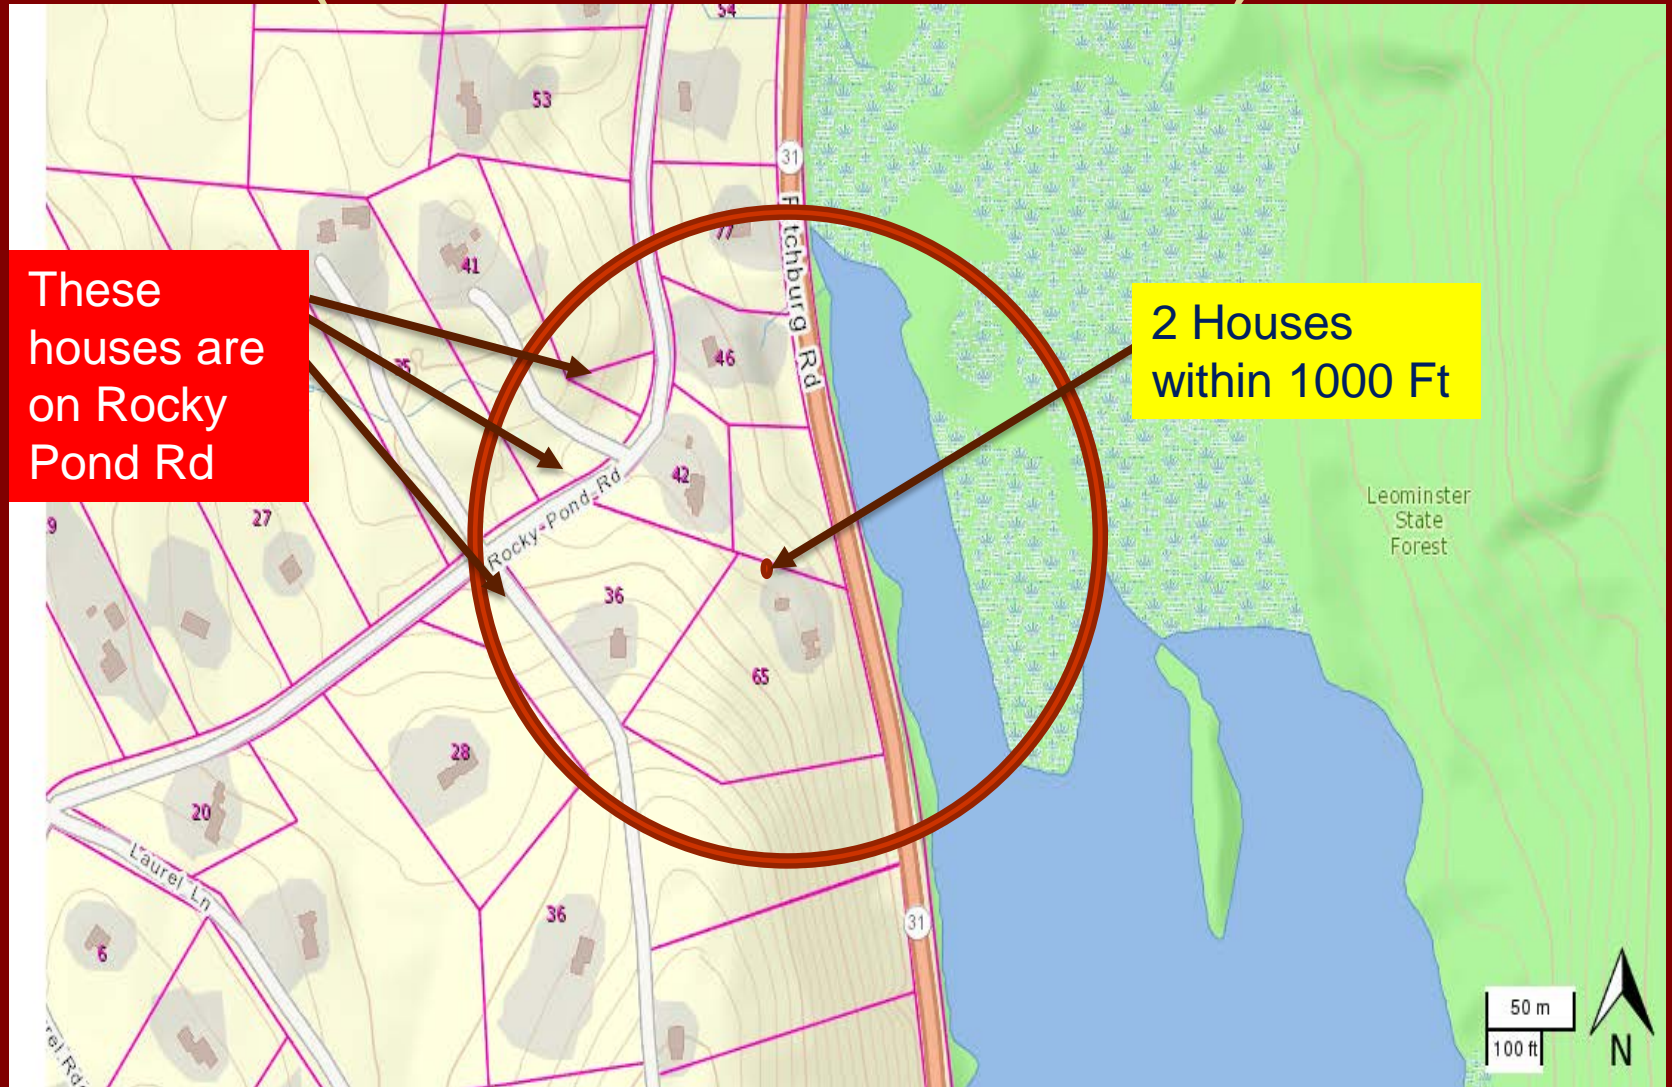 54
53
31
77
Fitchburg Rd
41
These
houses are
on Rocky
Pond Rd
2 Houses
within 1000 Ft
46
42
Rocky-Pond-Rd
Leominster
State
Forest
9
27
36
65
28
20
Laurel Ln
36
6
31
50 m
100 ft
N